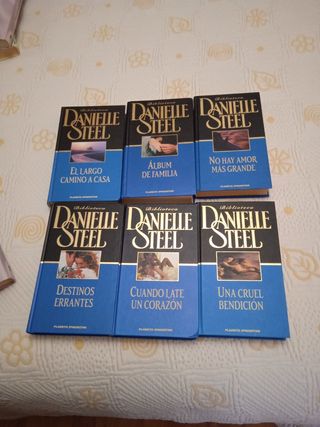 Biblioteca
DANIELLE
STEEL
EL LARGO
CAMINO A CASA
PLANETA DEAGOSTINI
Biblioteca
DANIELLE
STEEL
ÁLBUM
DE FAMILIA
PLANETA DEAGOSTINI
Biblioteca
DANIELLE
STEEL
NO HAY AMOR
MÁS GRANDE
PLANETA DEAGOSTINI
Biblioteca
DANIELLE
STEEL
DESTINOS
ERRANTES
PLANETA DEAGOSTINI
Biblioteca
DANIELLE
STEEL
CUANDO LATE
UN CORAZÓN
PLANETA DEAGOSTINI
Biblioteca
DANIELLE
STEEL
UNA CRUEL
BENDICIÓN
PLANETA DEAGOSTINI